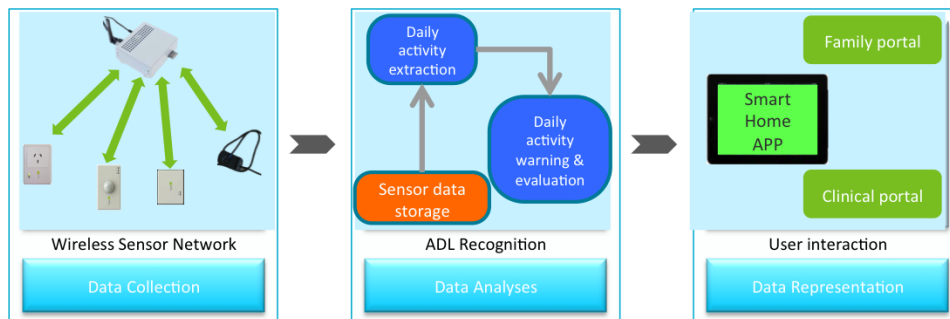 Daily
activity
extraction
Daily
activity
warning &
evaluation
Sensor data
storage
Family portal
Smart
Home
APP
Clinical portal
Wireless Sensor Network
ADL Recognition
User interaction
Data Collection
Data Analyses
Data Representation